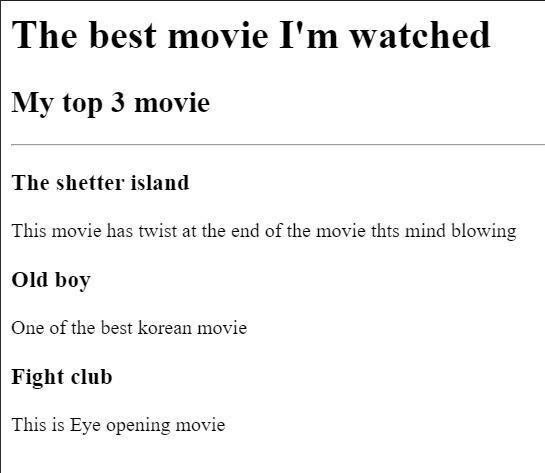 The best movie I'm watched
My top 3 movie
The shetter island
This movie has twist at the end of the movie thts mind blowing
Old boy
One of the best korean movie
Fight club
This is Eye opening movie